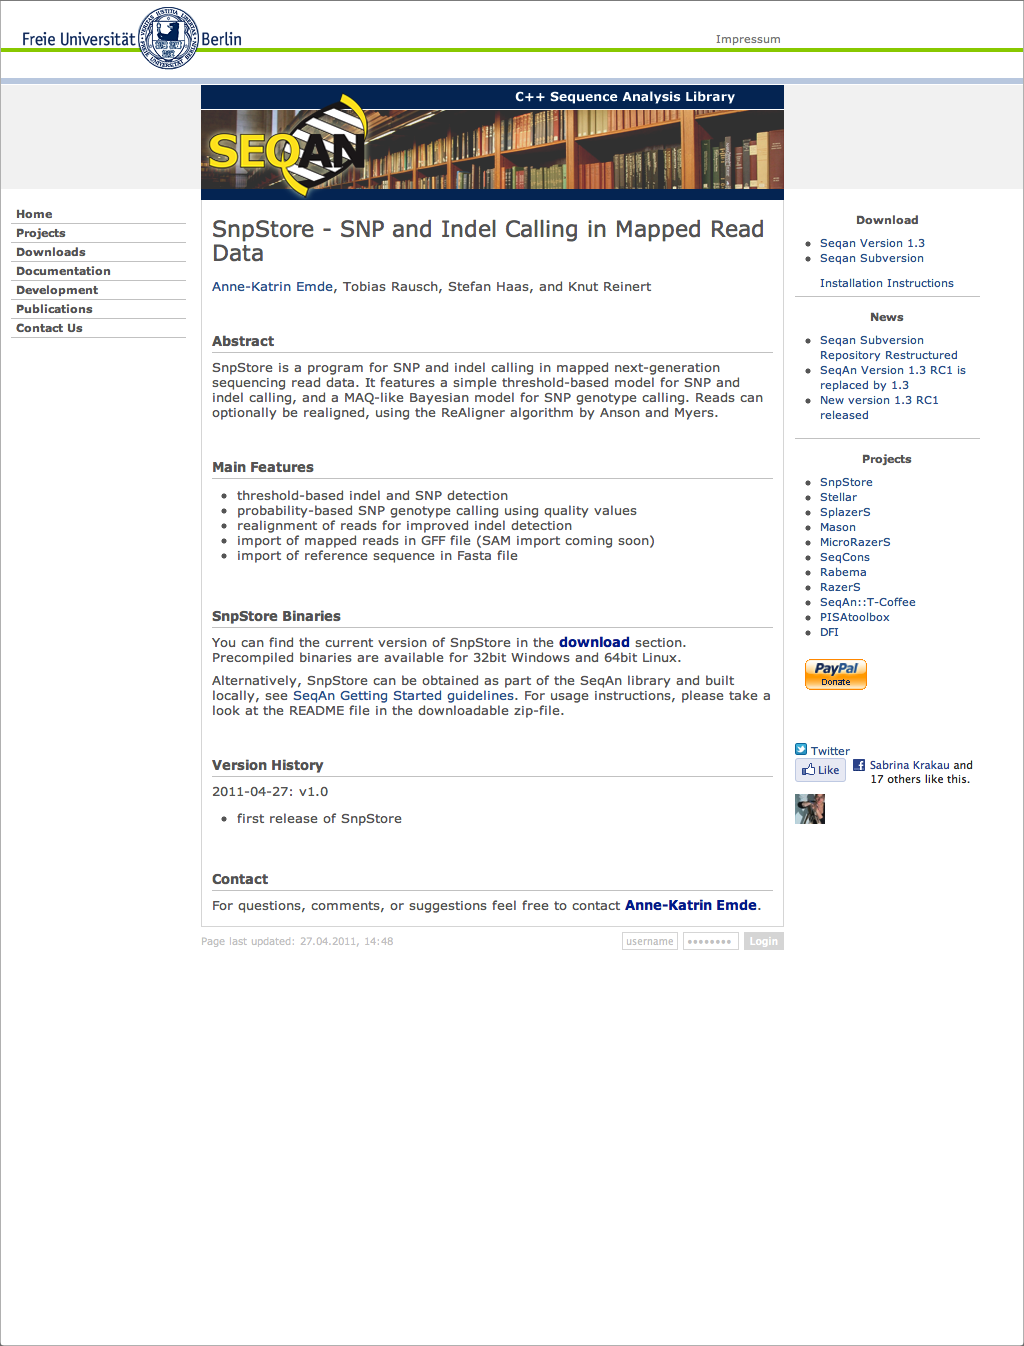 Freie Universität Berlin
Impressum
C++ Sequence Analysis Library
SEQAN
Home
Projects
Downloads
Documentation
Development
Publications
Contact Us
SnpStore - SNP and Indel Calling in Mapped Read
Data
Anne-Katrin Emde, Tobias Rausch, Stefan Haas, and Knut Reinert
Abstract
SnpStore is a program for SNP and indel calling in mapped next-generation
sequencing read data. It features a simple threshold-based model for SNP and
indel calling, and a MAQ-like Bayesian model for SNP genotype calling. Reads can
optionally be realigned, using the ReAligner algorithm by Anson and Myers.
Main Features
threshold-based indel and SNP detection
probability-based SNP genotype calling using quality values
realignment of reads for improved indel detection
import of mapped reads in GFF file (SAM import coming soon)
import of reference sequence in Fasta file
SnpStore Binaries
You can find the current version of SnpStore in the download section.
Precompiled binaries are available for 32bit Windows and 64bit Linux.
Alternatively, SnpStore can be obtained as part of the SeqAn library and built
locally, see SeqAn Getting Started guidelines. For usage instructions, please take a
look at the README file in the downloadable zip-file.
Version History
2011-04-27: v1.0
first release of SnpStore
Contact
For questions, comments, or suggestions feel free to contact Anne-Katrin Emde.
Page last updated: 27.04.2011, 14:48
username
••••••••
Login
Download
Seqan Version 1.3
Seqan Subversion
Installation Instructions
News
Seqan Subversion
Repository Restructured
SeqAn Version 1.3 RC1 is
replaced by 1.3
New version 1.3 RC1
released
Projects
SnpStore
Stellar
SplazerS
Mason
MicroRazerS
SeqCons
Rabema
RazerS
SeqAn::T-Coffee
PISAtoolbox
DFI
PayPal
Donate
Twitter
Like
Sabrina Krakau and
17 others like this.